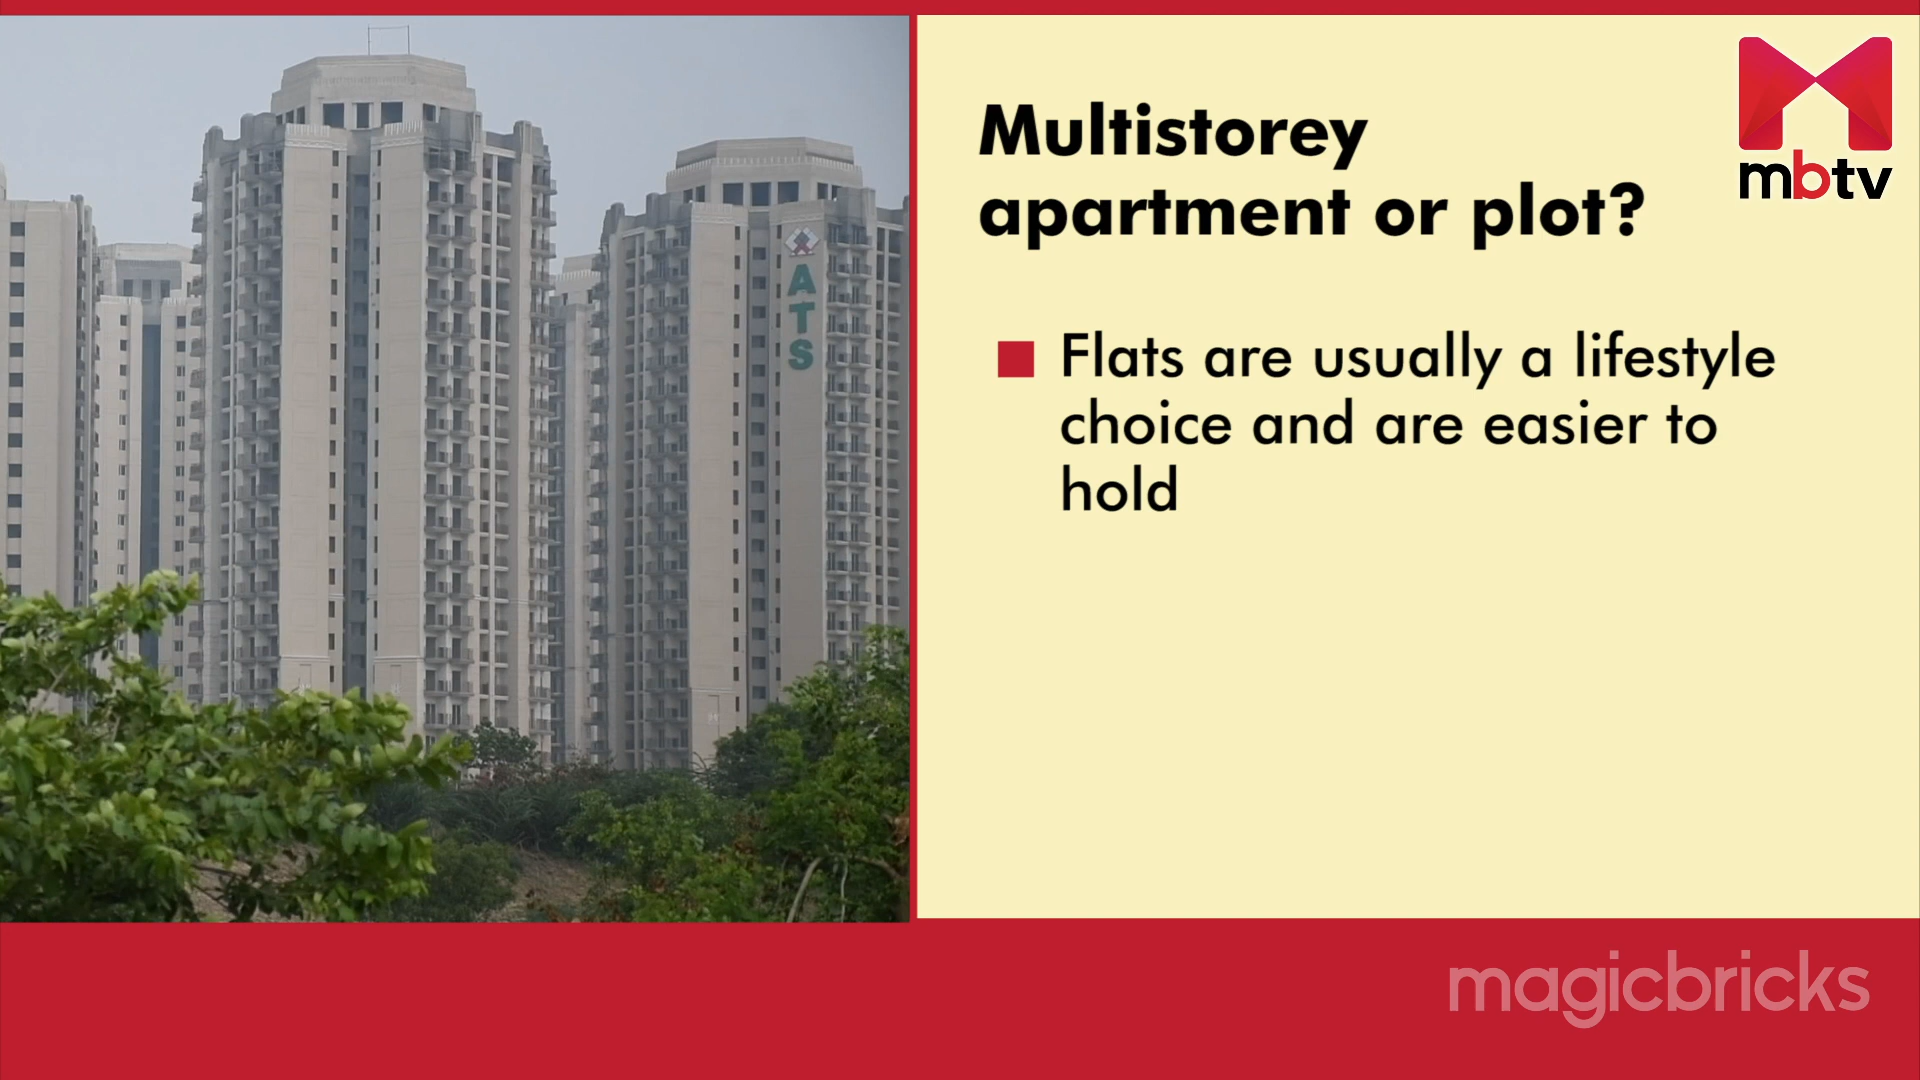 mbtv
Multistorey
apartment or plot?
Flats are usually a lifestyle
choice and are easier to
hold
ATS
magicbricks